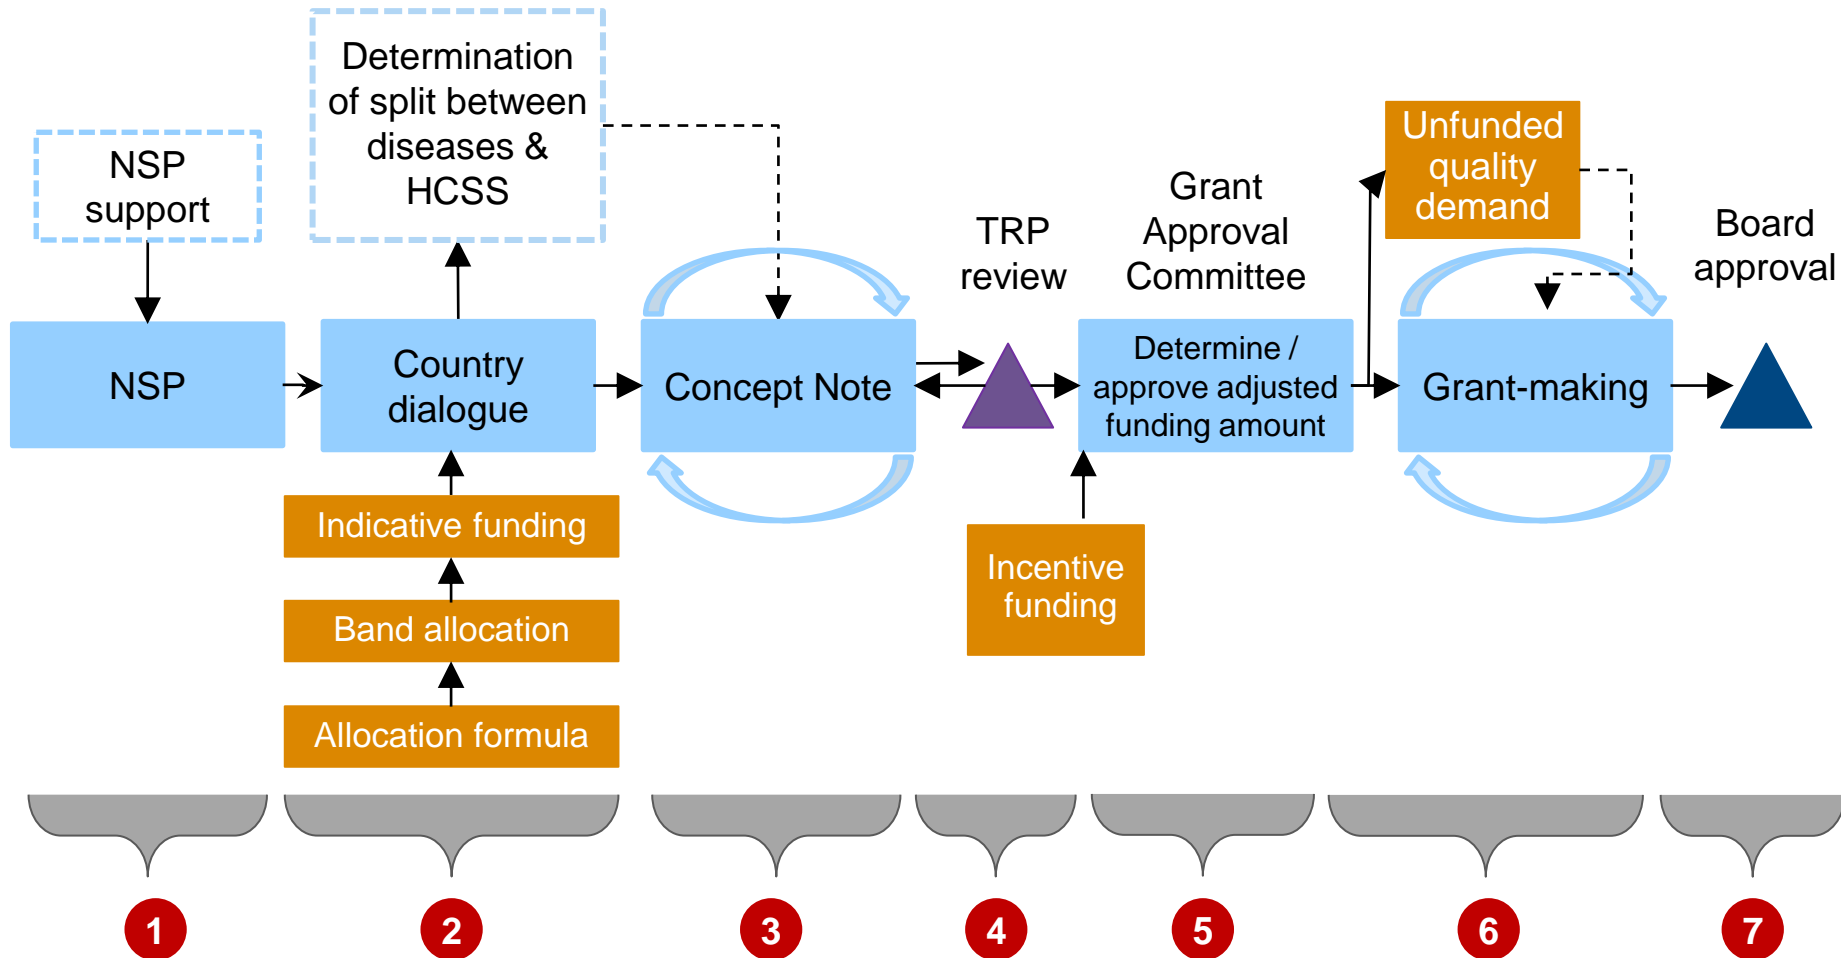 Determination
of split between
diseases &
HCSS
NSP
support
Unfunded
quality
demand
TRP
review
Grant
Approval
Committee
Board
approval
NSP
Country
dialogue
Concept Note
Determine /
approve adjusted
funding amount
Grant-making
Indicative funding
Band allocation
Allocation formula
Incentive
funding
1
2
3
4
5
6
7